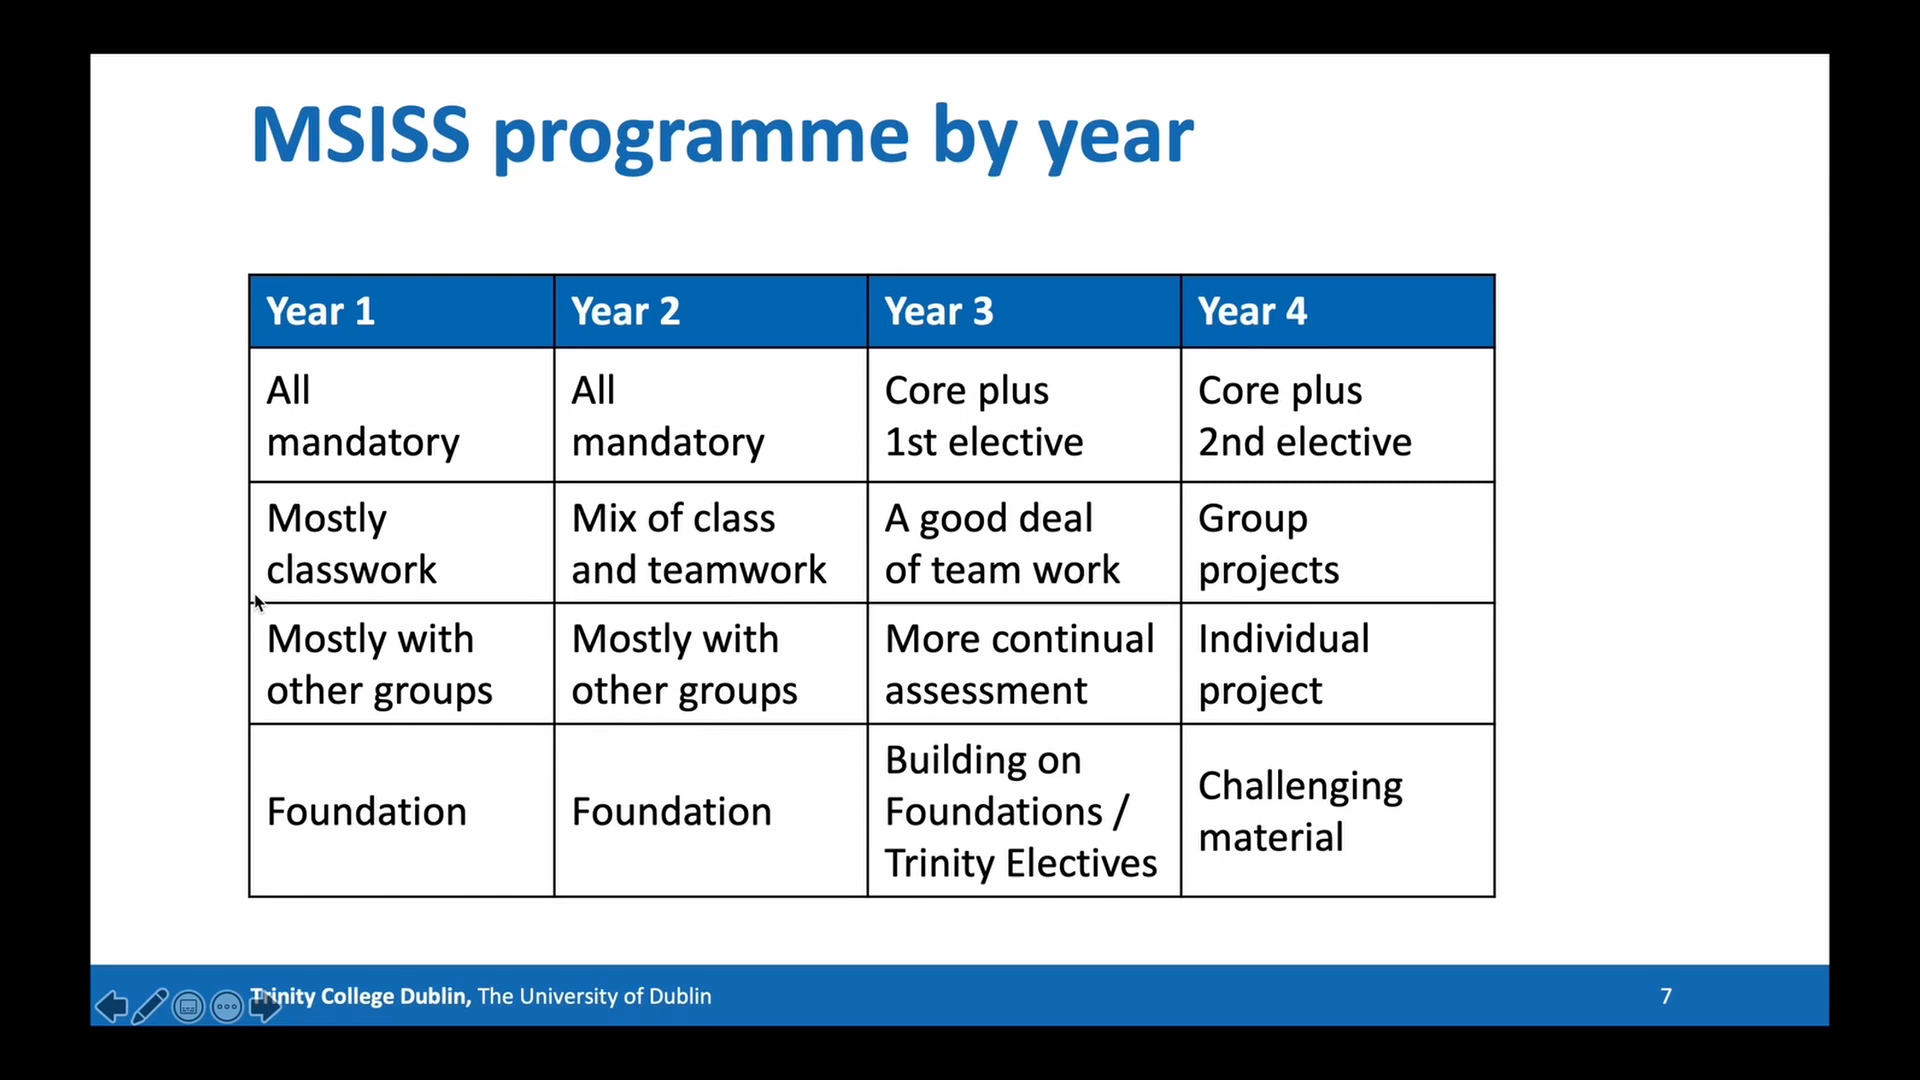 MSISS programme by year
Year 1
Year 2
Year 3
Year 4
All
mandatory
All
mandatory
Core plus
1st elective
Core plus
2nd elective
Mostly
classwork
Mix of class
and teamwork
A good deal
of team work
Group
projects
Mostly with
other groups
Mostly with
other groups
More continual
assessment
Individual
project
Foundation
Foundation
Building on
Foundations /
Trinity Electives
Challenging
material
Trinity College Dublin, The University of Dublin
7